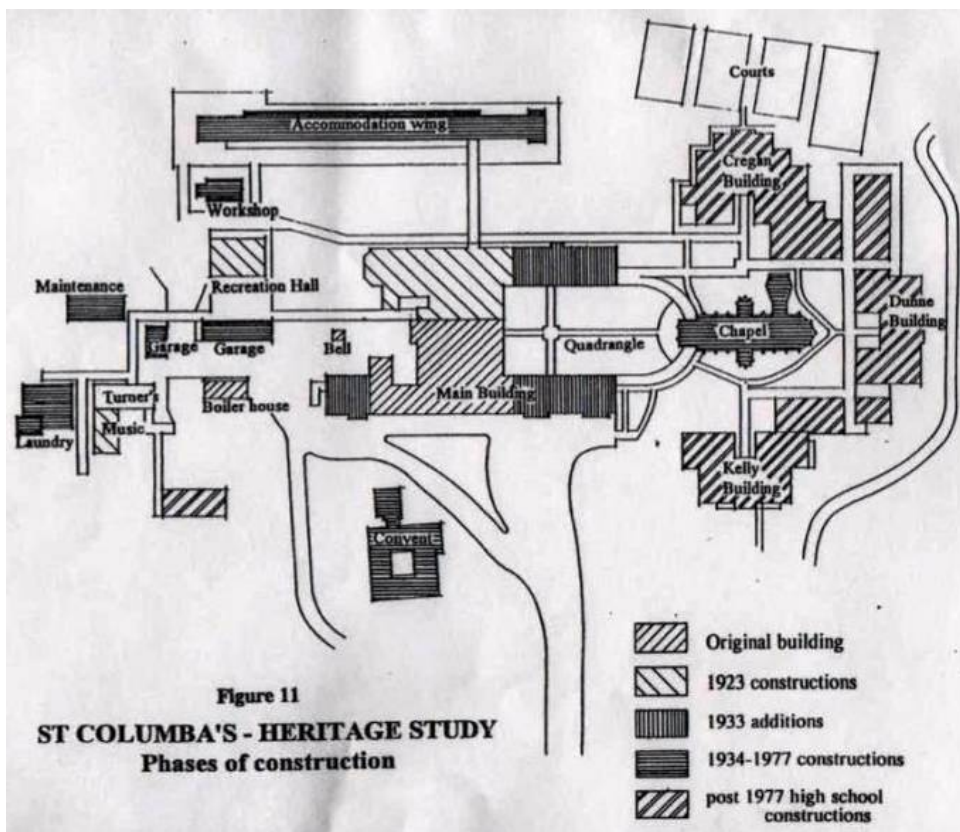 Courts
Accommodation wing
Cregan
Building
Workshop
Maintenance
Recreation Hall
Dunne
Building
Garage
Garage
Bell
Quadrangle
Chapel
Turner's
Boiler house
Main Building
Laundry
Music
Kelly
Building
Convent
Original building
1923 constructions
1933 additions
1934-1977 constructions
post 1977 high school
constructions
Figure 11
ST COLUMBA'S - HERITAGE STUDY
Phases of construction